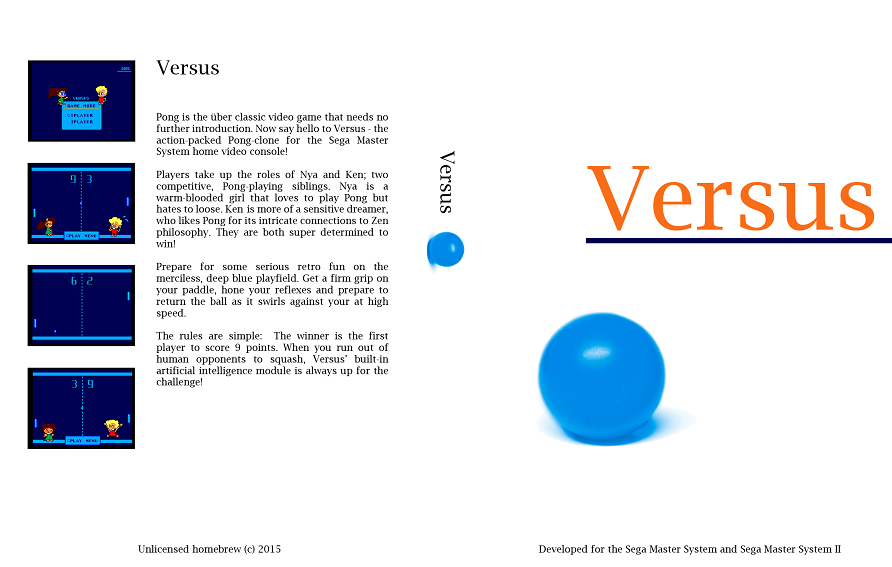 Versus
Pong is the über classic video game that needs no
further introduction. Now say hello to Versus - the
action-packed Pong-clone for the Sega Master
System home video console!
Players take up the roles of Nya and Ken; two
competitive, Pong-playing siblings. Nya is a
warm-blooded girl that loves to play Pong but
hates to loose. Ken is more of a sensitive dreamer,
who likes Pong for its intricate connections to Zen
philosophy. They are both super determined to
win!
Prepare for some serious retro fun on the
merciless, deep blue playfield. Get a firm grip on
your paddle, hone your reflexes and prepare to
return the ball as it swirls against your at high
speed.
The rules are simple:  The winner is the first
player to score 9 points. When you run out of
human opponents to squash, Versus' built-in
artificial intelligence module is always up for the
challenge!
2015
VERSUS
GAME MODE
1PLAYER
2PLAYER
9 3
PLAY MENU
6 2
3 9
PLAY MENU
Unlicensed homebrew (c) 2015
Versus
Versus
Developed for the Sega Master System and Sega Master System II